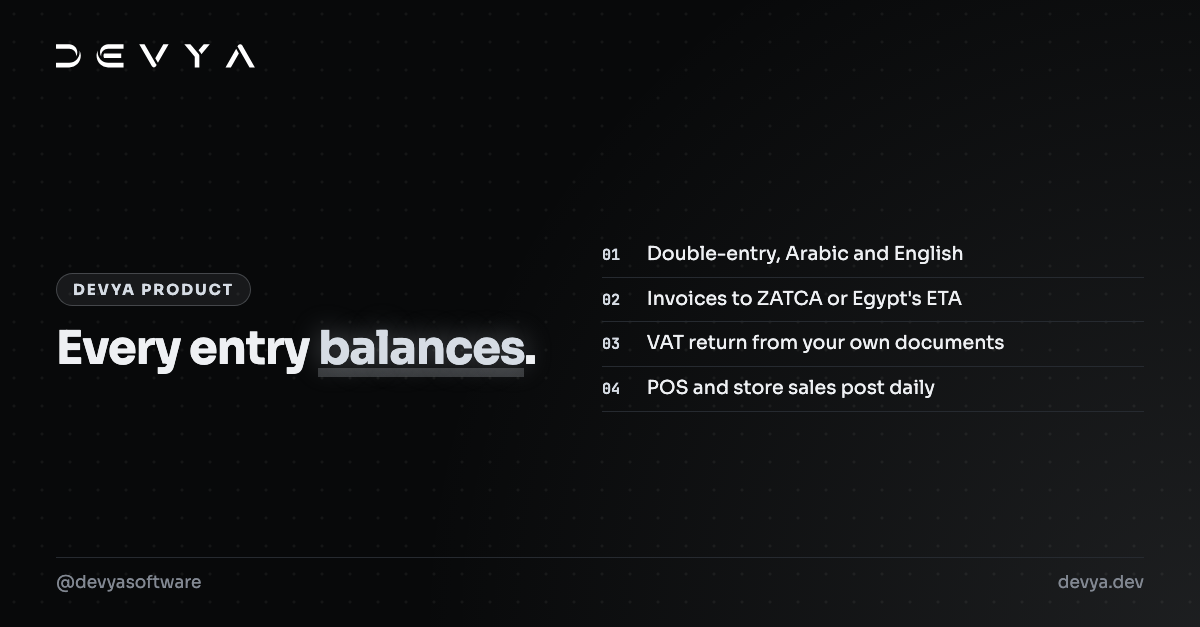 DEVYA
DEVYA PRODUCT
Every entry balances.
01 Double-entry, Arabic and English
02 Invoices to ZATCA or Egypt's ETA
03 VAT return from your own documents
04 POS and store sales post daily
@devyasoftware
devya.dev